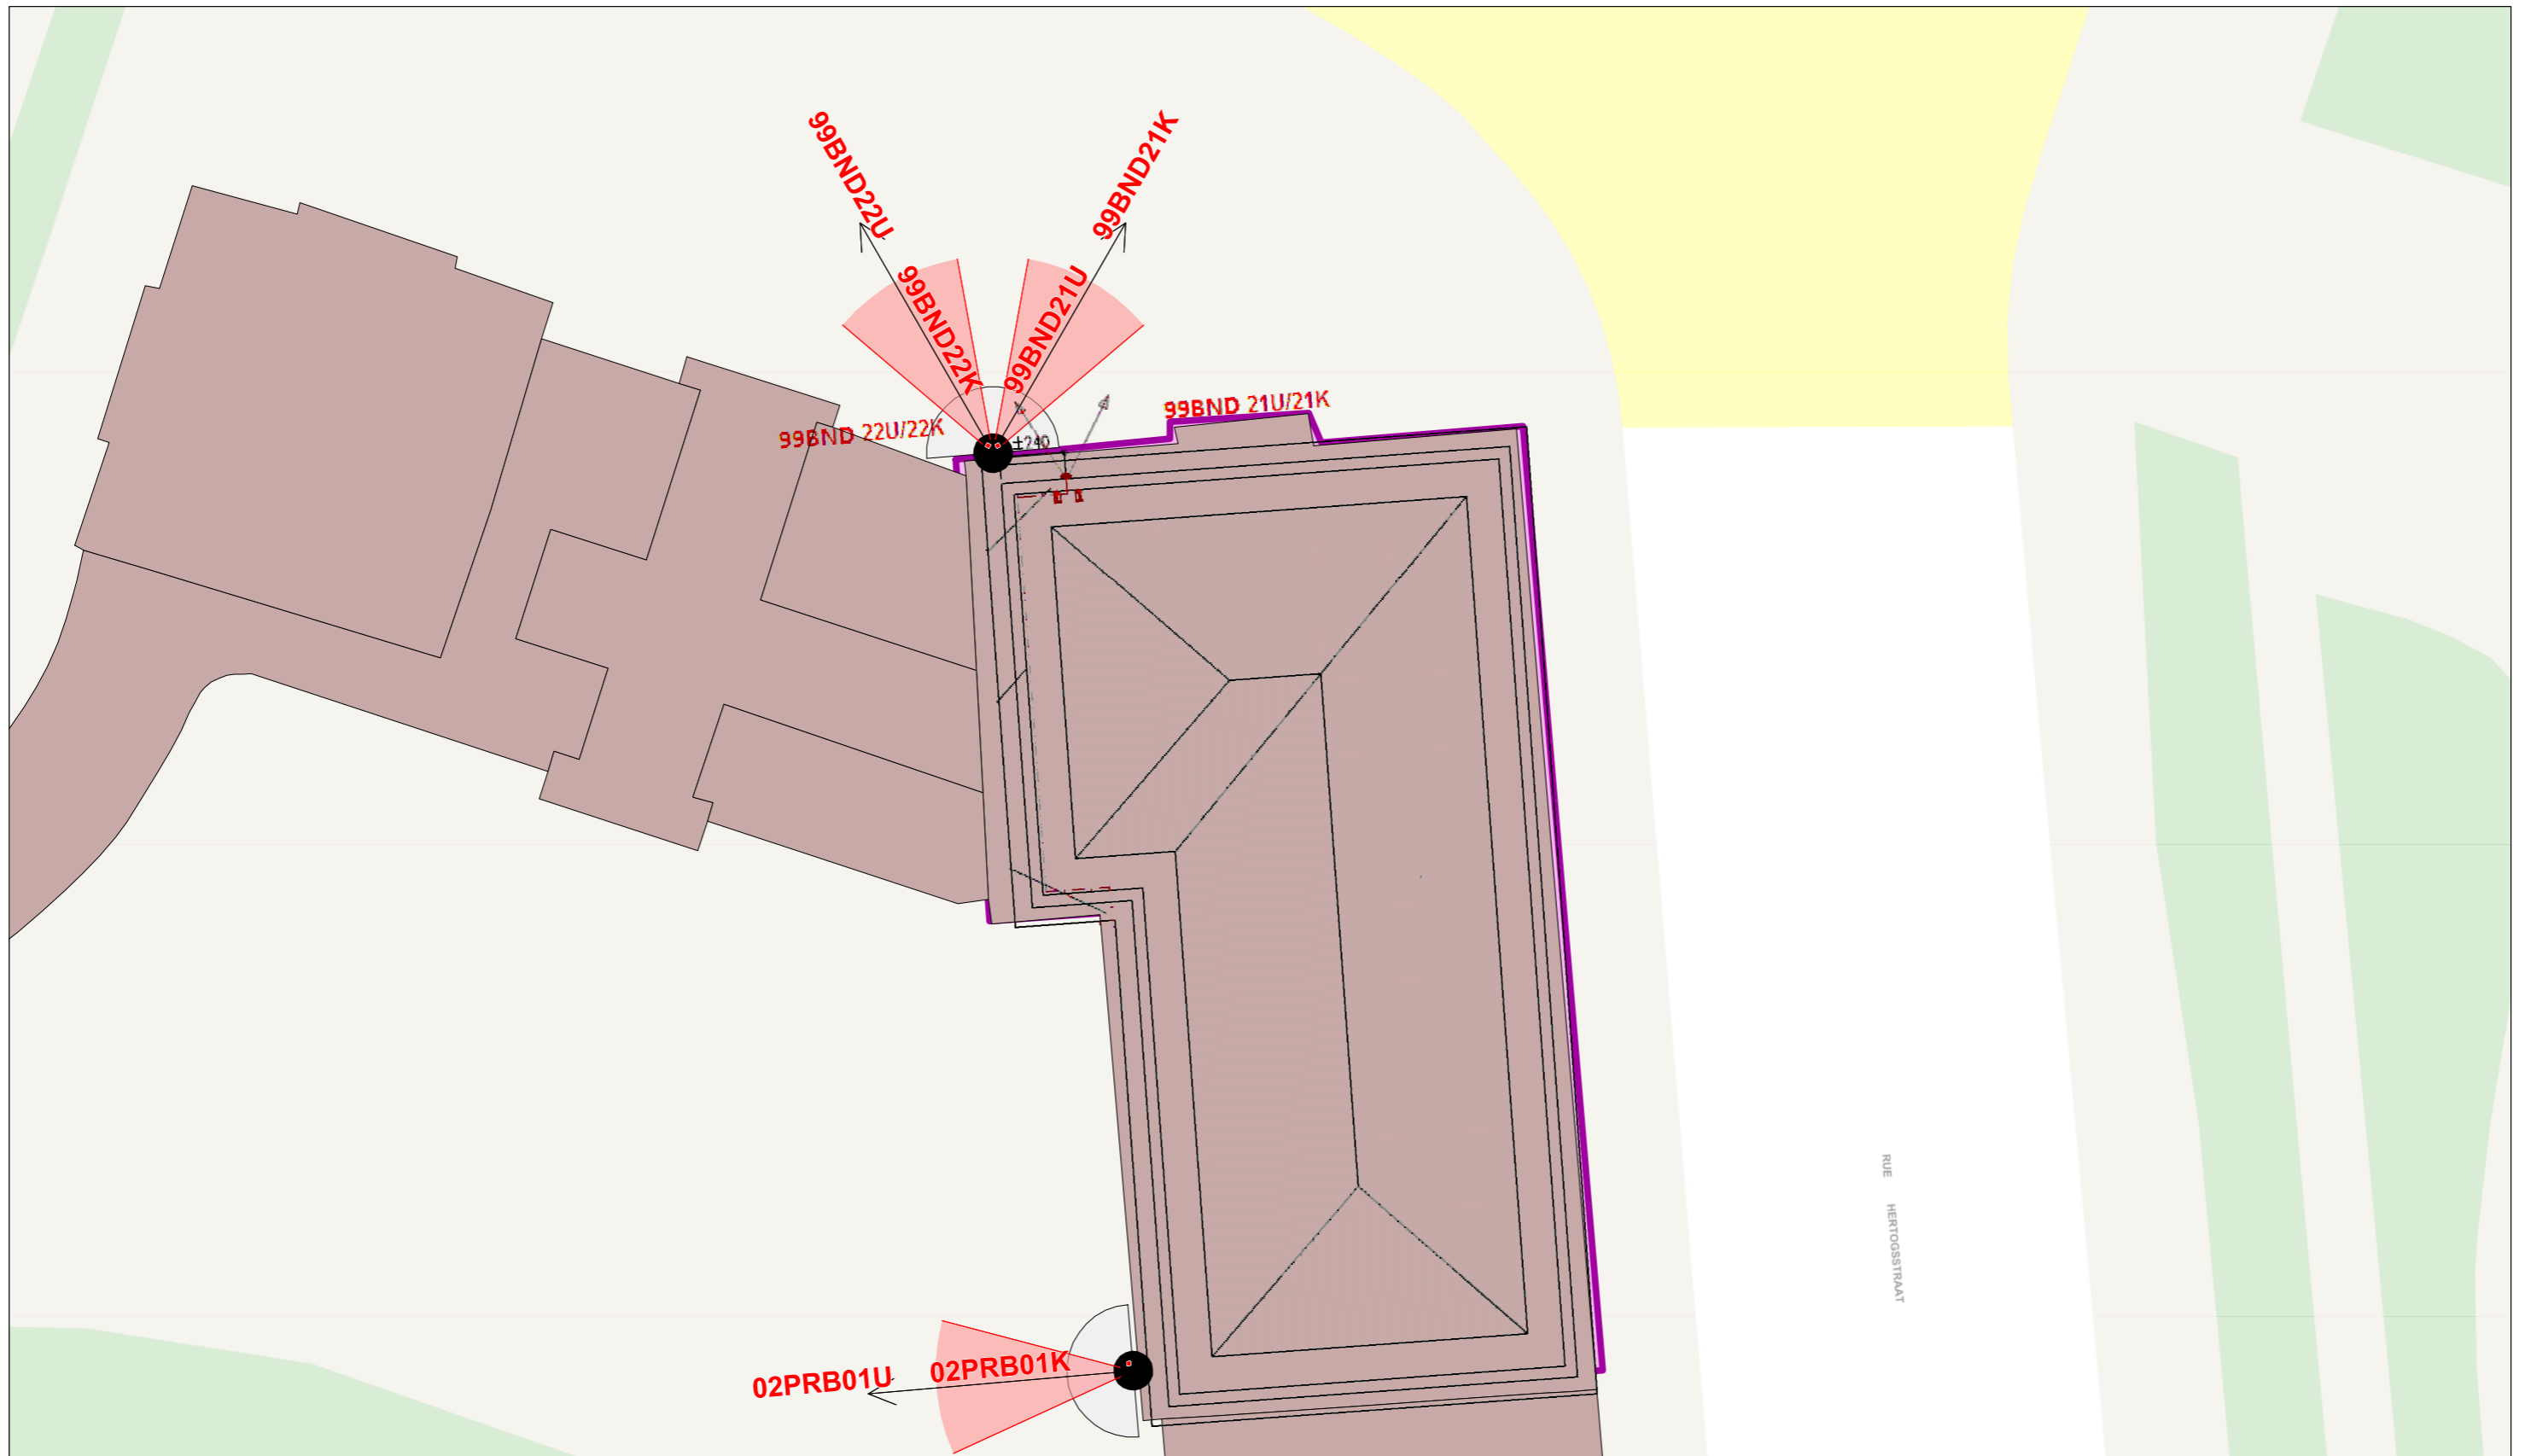 99BND22U
99BND21K
99BND22K
99BND21U
99BND 21U/21K
99BND 22U/22K
±240
RUE
HERTOGSSTRAAT
02PRB01U
02PRB01K